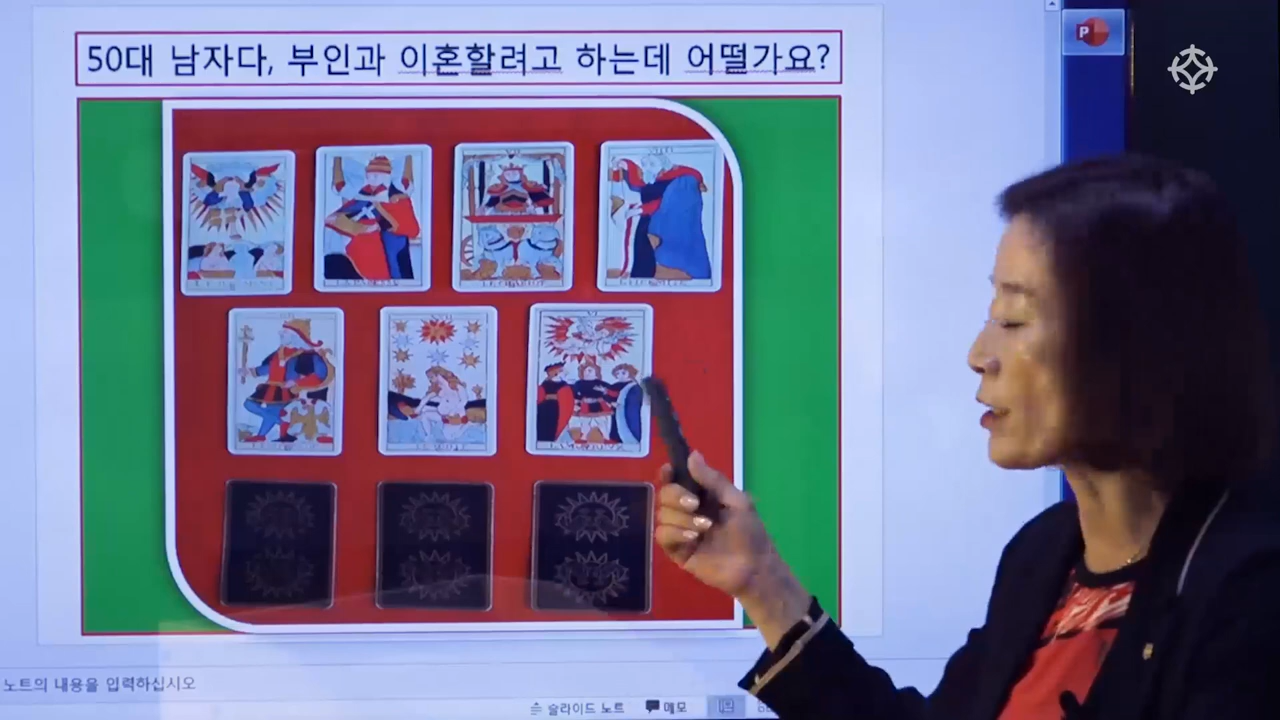 50대 남자다, 부인과 이혼할려고 하는데 어떨가요?
P
노트의 내용을 입력하십시오
슬라이드 노트 메모